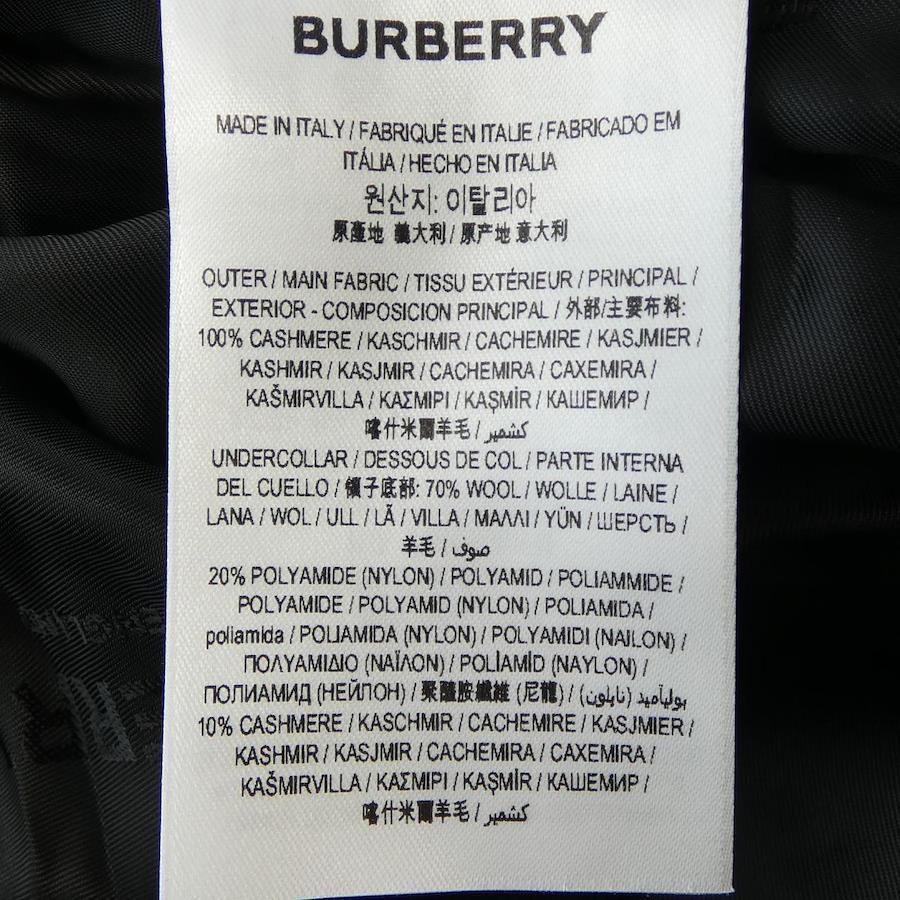 BURBERRY
MADE IN ITALY / FABRIQUÉ EN ITALIE / FABRICADO EM
ITÁLIA / HECHO EN ITALIA
원산지: 이탈리아
原產地 義大利 / 原产地 意大利
OUTER / MAIN FABRIC / TISSU EXTÉRIEUR / PRINCIPAL /
EXTERIOR - COMPOSICION PRINCIPAL / 外部/主要布料:
100% CASHMERE / KASCHMIR / CACHEMIRE / KASJMIER /
KASHMIR / KASJMIR / CACHEMIRA / CAXEMIRA /
KAŠMIRVILLA / ΚΑΣΜΙΡΙ / KAŞMİR / КАШЕМИР /
喀什米爾羊毛 / كشمير
UNDERCOLLAR / DESSOUS DE COL / PARTE INTERNA
DEL CUELLO / 領子底部: 70% WOOL / WOLLE / LAINE /
LANA / WOL / ULL / LÃ / VILLA / ΜΑΛΛΙ / YÜN / ШЕРСТЬ /
羊毛 / صوف
20% POLYAMIDE (NYLON) / POLYAMID / POLIAMMIDE /
POLYAMIDE / POLYAMID (NYLON) / POLIAMIDA /
poliamida / POLIAMIDA (NYLON) / POLYAMIDI (NAILON) /
ΠΟΛΥΑΜΙΔΙΟ (ΝΑΪΛΟΝ) / POLİAMİD (NAYLON) /
ПОЛИАМИД (НЕЙЛОН) / 聚醯胺纖維 (尼龍) / بوليآميد (نايلون)
10% CASHMERE / KASCHMIR / CACHEMIRE / KASJMIER /
KASHMIR / KASJMIR / CACHEMIRA / CAXEMIRA /
KAŠMIRVILLA / ΚΑΣΜΙΡΙ / KAŞMİR / КАШЕМИР /
喀什米爾羊毛 / كشمير